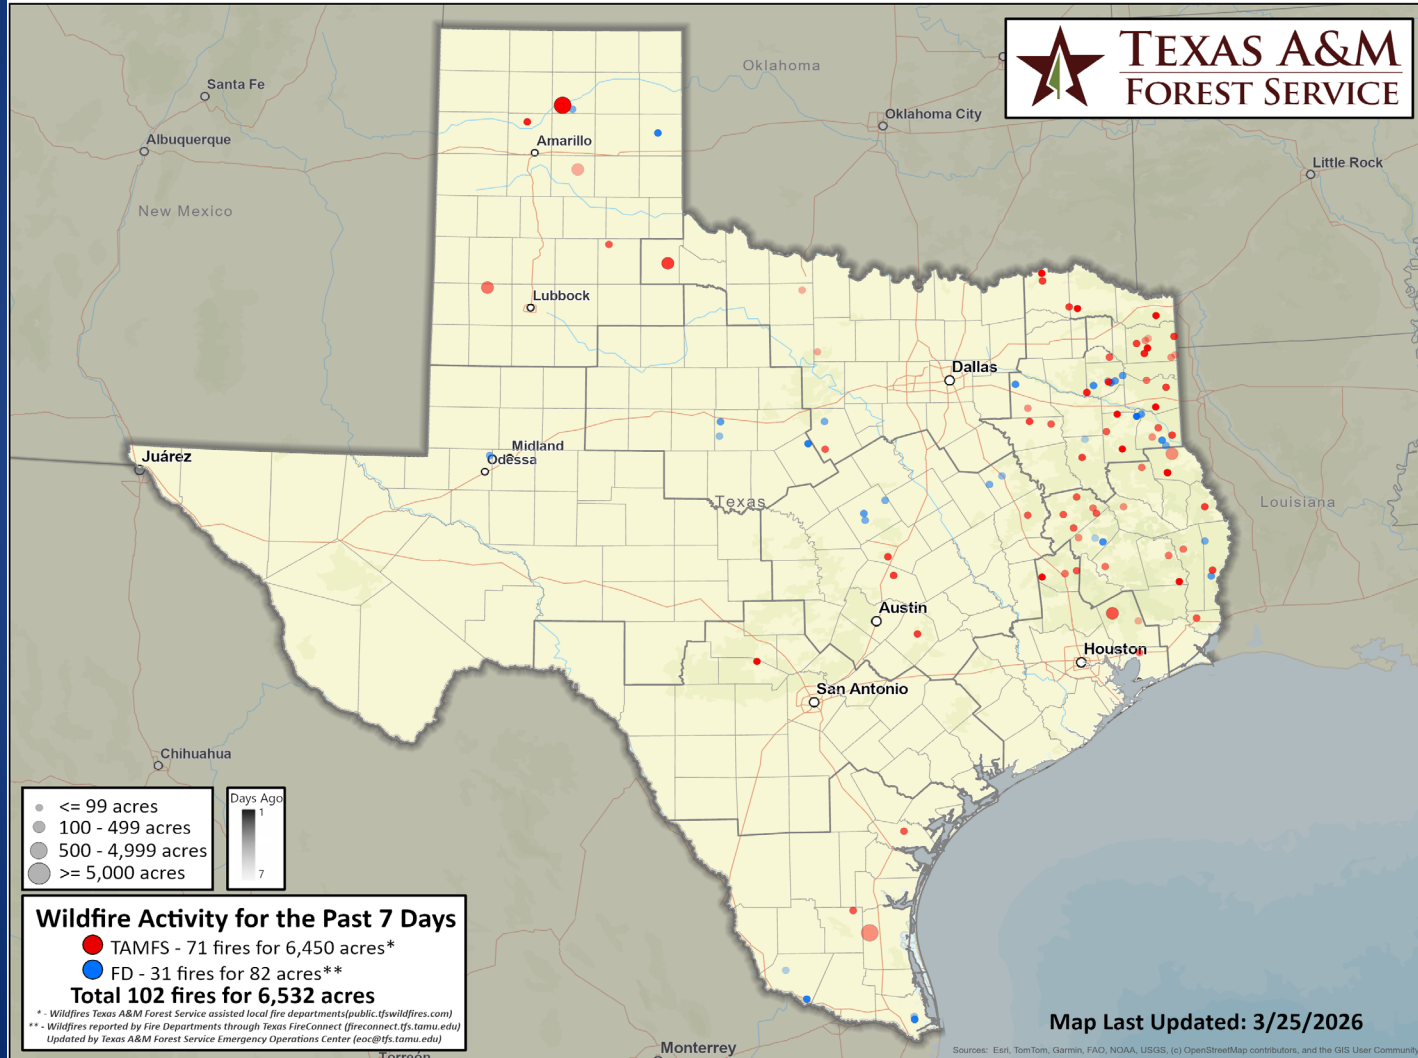 TEXAS A&M
FOREST SERVICE
Oklahoma
Santa Fe
Oklahoma City
Albuquerque
Amarillo
Little Rock
New Mexico
Lubbock
Dallas
Midland
Odessa
Juárez
Texas
Louisiana
Austin
Houston
San Antonio
Chihuahua
<= 99 acres
100 - 499 acres
500 - 4,999 acres
>= 5,000 acres
Days Ago
1
7
Wildfire Activity for the Past 7 Days
TAMFS - 71 fires for 6,450 acres*
FD - 31 fires for 82 acres**
Total 102 fires for 6,532 acres
* - Wildfires Texas A&M Forest Service assisted local fire departments(public.tfswildfires.com)
** - Wildfires reported by Fire Departments through Texas FireConnect (fireconnect.tfs.tamu.edu)
Updated by Texas A&M Forest Service Emergency Operations Center (eoc@tfs.tamu.edu)
Map Last Updated: 3/25/2026
Monterrey
Torreón
Sources: Esri, TomTom, Garmin, FAO, NOAA, USGS, (c) OpenStreetMap contributors, and the GIS User Community